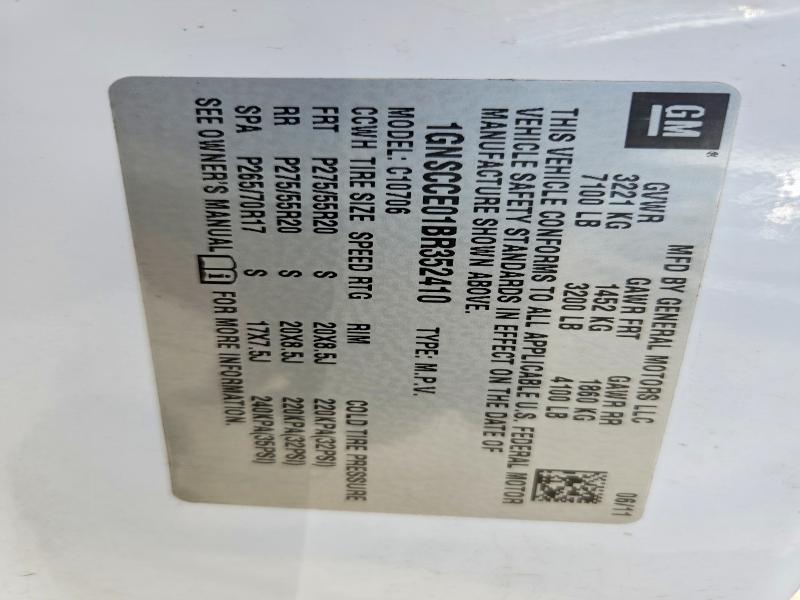 GM
MFD BY GENERAL MOTORS LLC 06/11
GVWR GAWR FRT GAWR RR
3221 KG 1452 KG 1860 KG
7100 LB 3200 LB 4100 LB
THIS VEHICLE CONFORMS TO ALL APPLICABLE U.S. FEDERAL MOTOR
VEHICLE SAFETY STANDARDS IN EFFECT ON THE DATE OF
MANUFACTURE SHOWN ABOVE.
1GNSCCE01BR352410 TYPE: M.P.V.
MODEL: C10706
CCWH TIRE SIZE SPEED RTG RIM COLD TIRE PRESSURE
FRT P275/55R20 S 20X8.5J 220KPA(32PSI)
RR P275/55R20 S 20X8.5J 220KPA(32PSI)
SPA P265/70R17 S 17X7.5J 240KPA(35PSI)
SEE OWNER'S MANUAL FOR MORE INFORMATION.